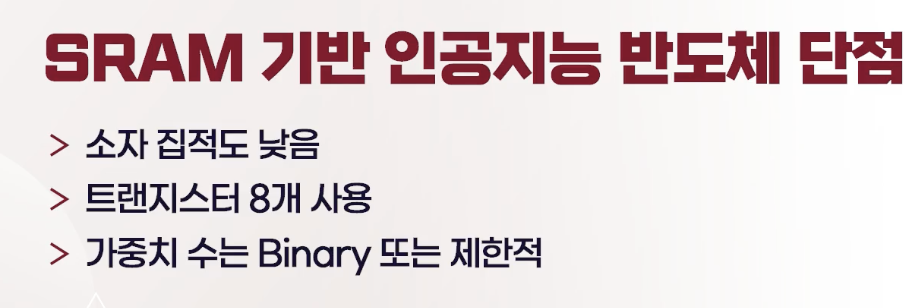 SRAM 기반 인공지능 반도체 단점
> 소자 집적도 낮음
> 트랜지스터 8개 사용
> 가중치 수는 Binary 또는 제한적